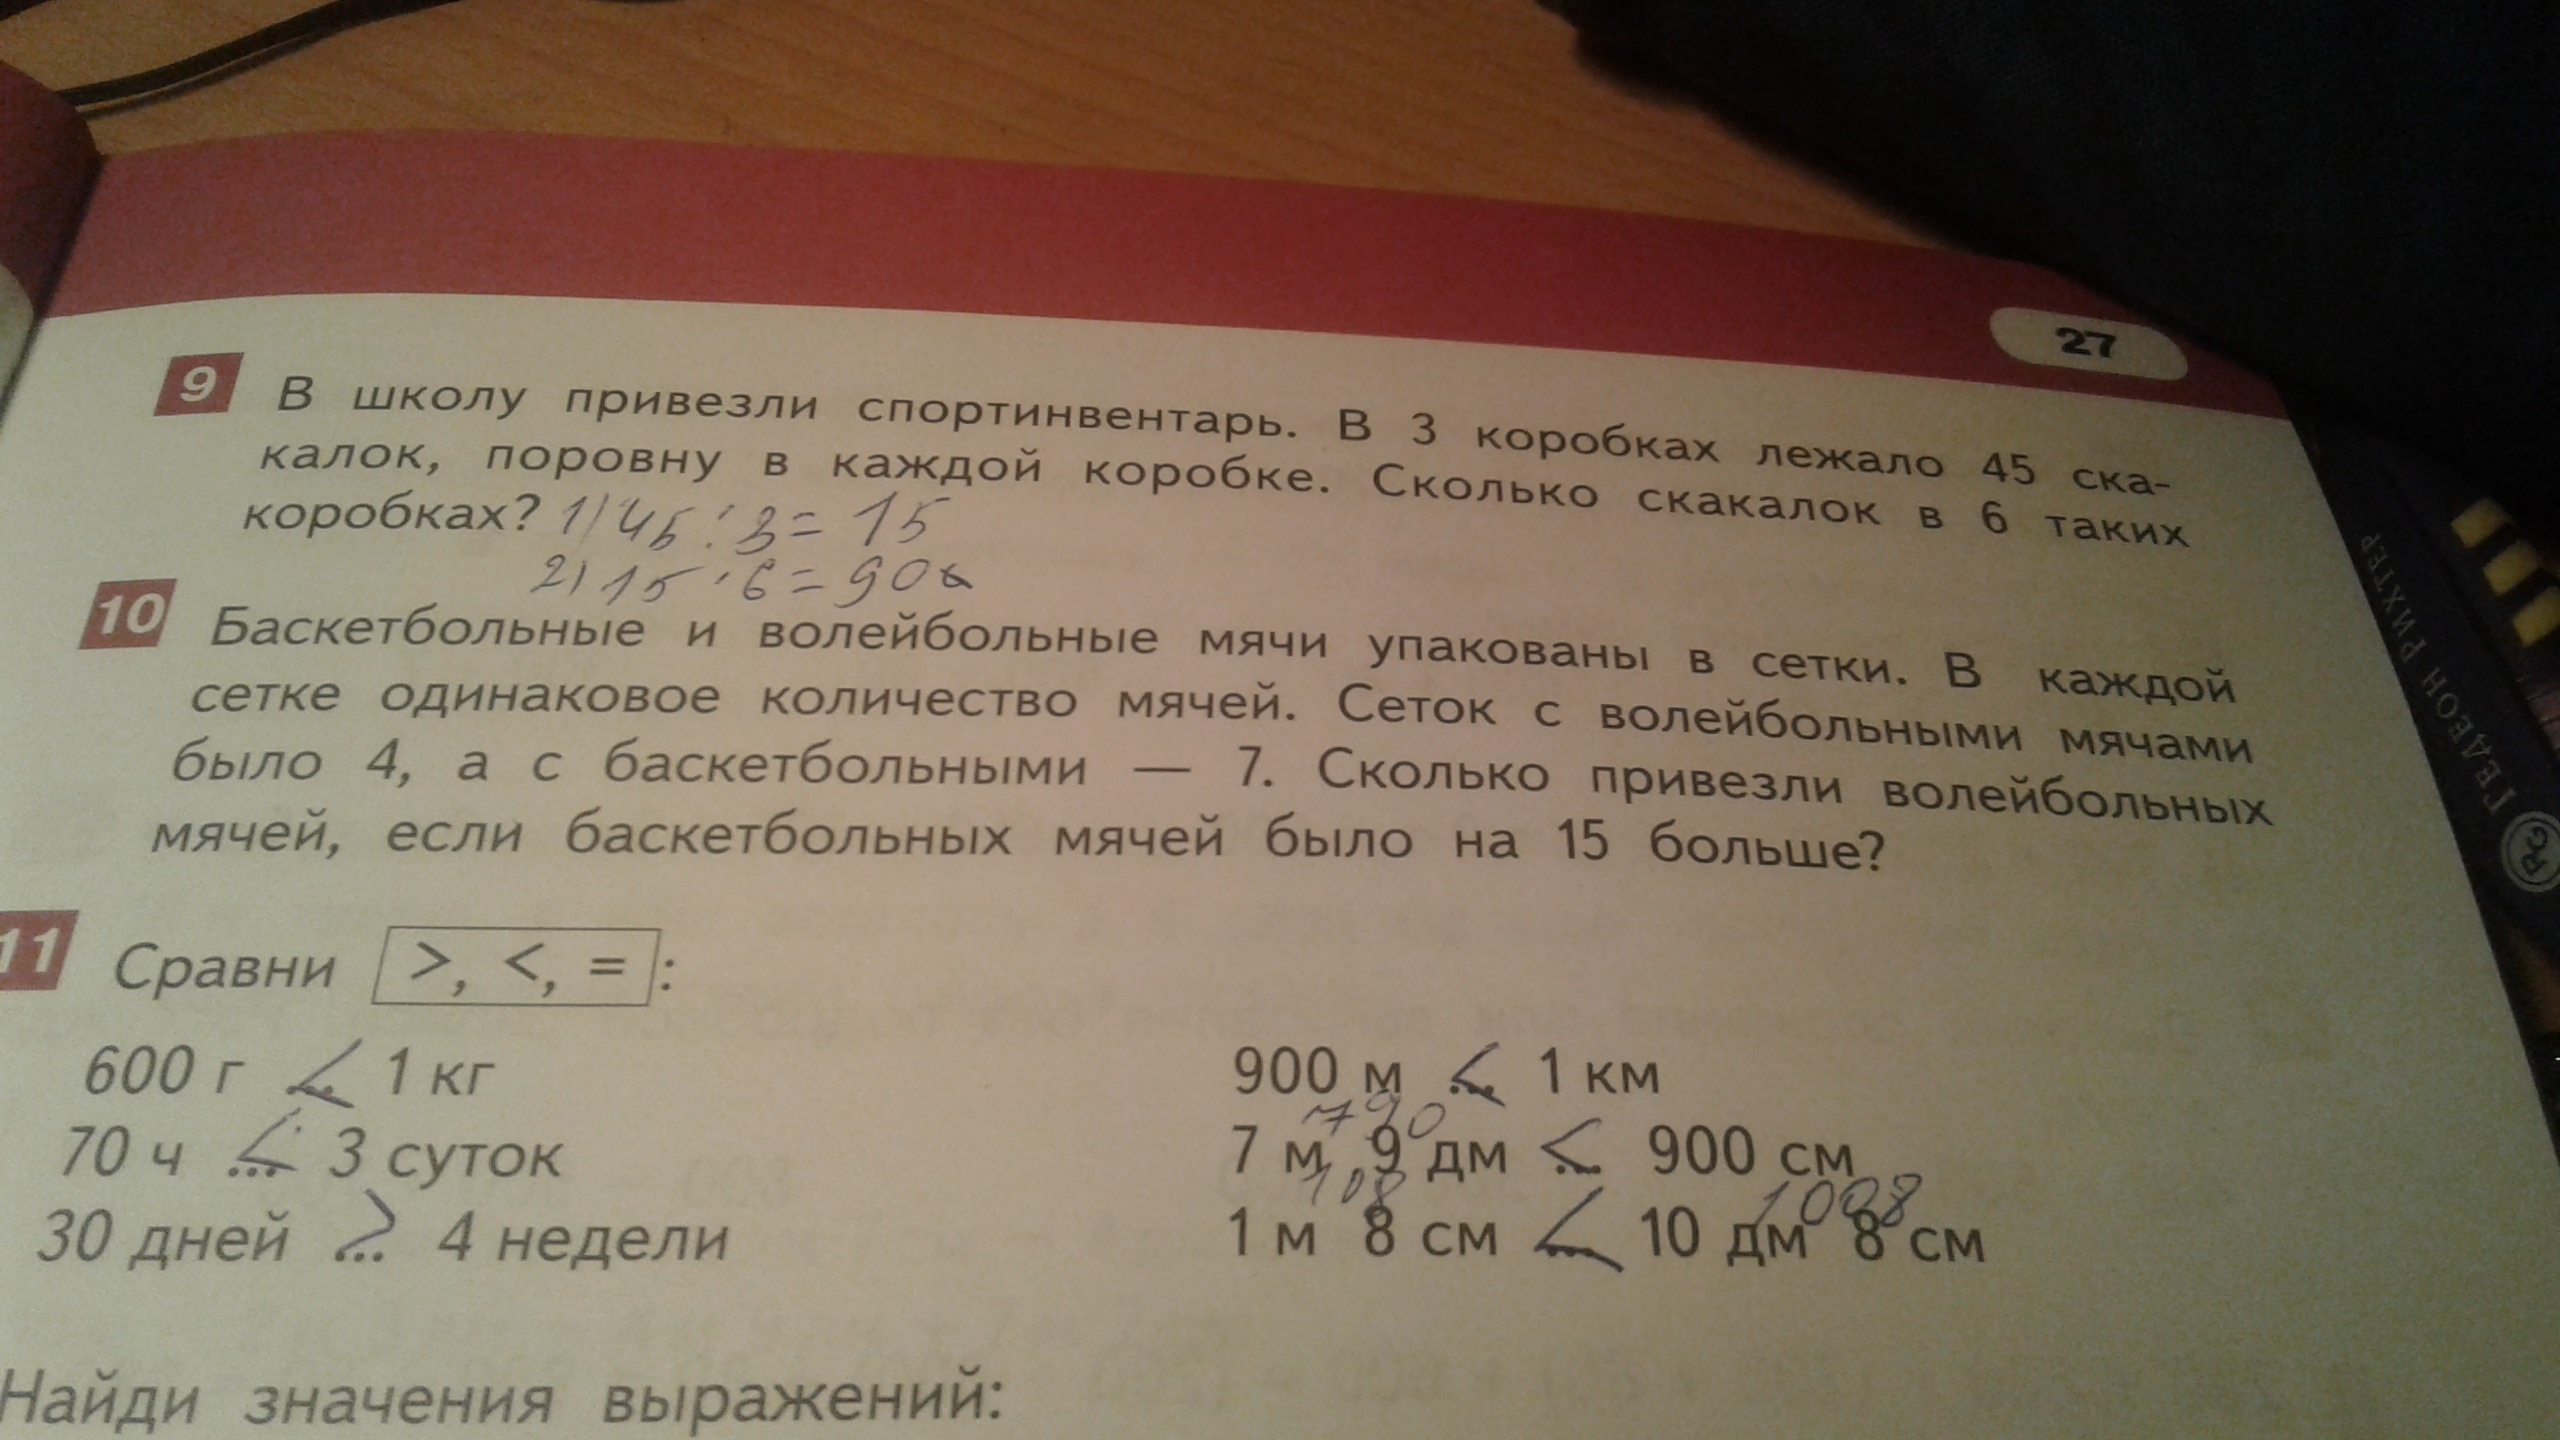 27
9 В школу привезли спортинвентарь. В 3 коробках лежало 45 ска-
калок, поровну в каждой коробке. Сколько скакалок в 6 таких
коробках? 1) 45 : 3 = 15
2) 15 · 6 = 90
10 Баскетбольные и волейбольные мячи упакованы в сетки. В каждой
сетке одинаковое количество мячей. Сеток с волейбольными мячами
было 4, а с баскетбольными — 7. Сколько привезли волейбольных
мячей, если баскетбольных мячей было на 15 больше?
11 Сравни >, <, = :
600 г < 1 кг
70 ч < 3 суток
30 дней > 4 недели
900 м < 1 км
790
7 м 9 дм < 900 см
108 1008
1 м 8 см < 10 дм 8 см
Найди значения выражений:
ГЕДЕОН РИХТЕР